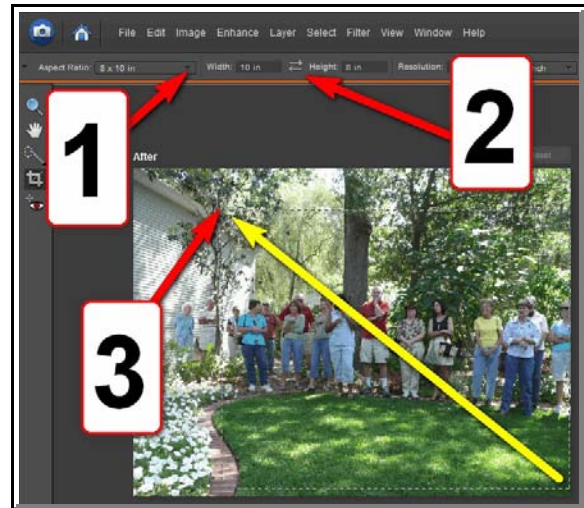 File Edit Image Enhance Layer Select Filter View Window Help
Aspect Ratio: 8 x 10 in Width: 10 in Height: 8 in Resolution:
1
2
After
3